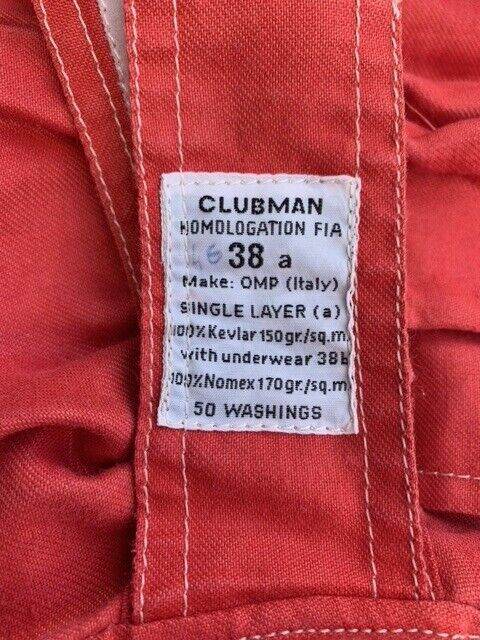 CLUBMAN
HOMOLOGATION FIA
6 38 a
Make: OMP (Italy)
SINGLE LAYER (a)
100%Kevlar 150gr./sq.m.
with underwear 38b
100%Nomex 170gr./sq.m.
50 WASHINGS